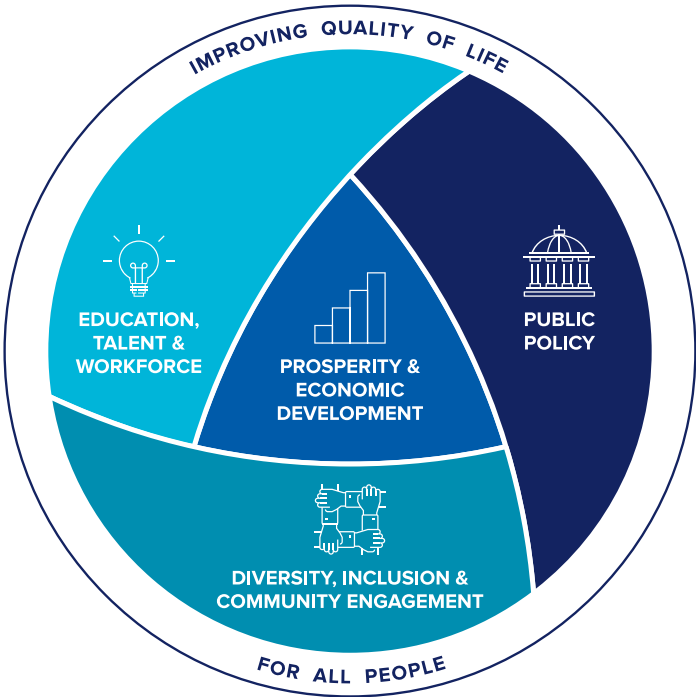 IMPROVING QUALITY OF LIFE
EDUCATION,
TALENT &
WORKFORCE
PUBLIC
POLICY
PROSPERITY &
ECONOMIC
DEVELOPMENT
DIVERSITY, INCLUSION &
COMMUNITY ENGAGEMENT
FOR ALL PEOPLE